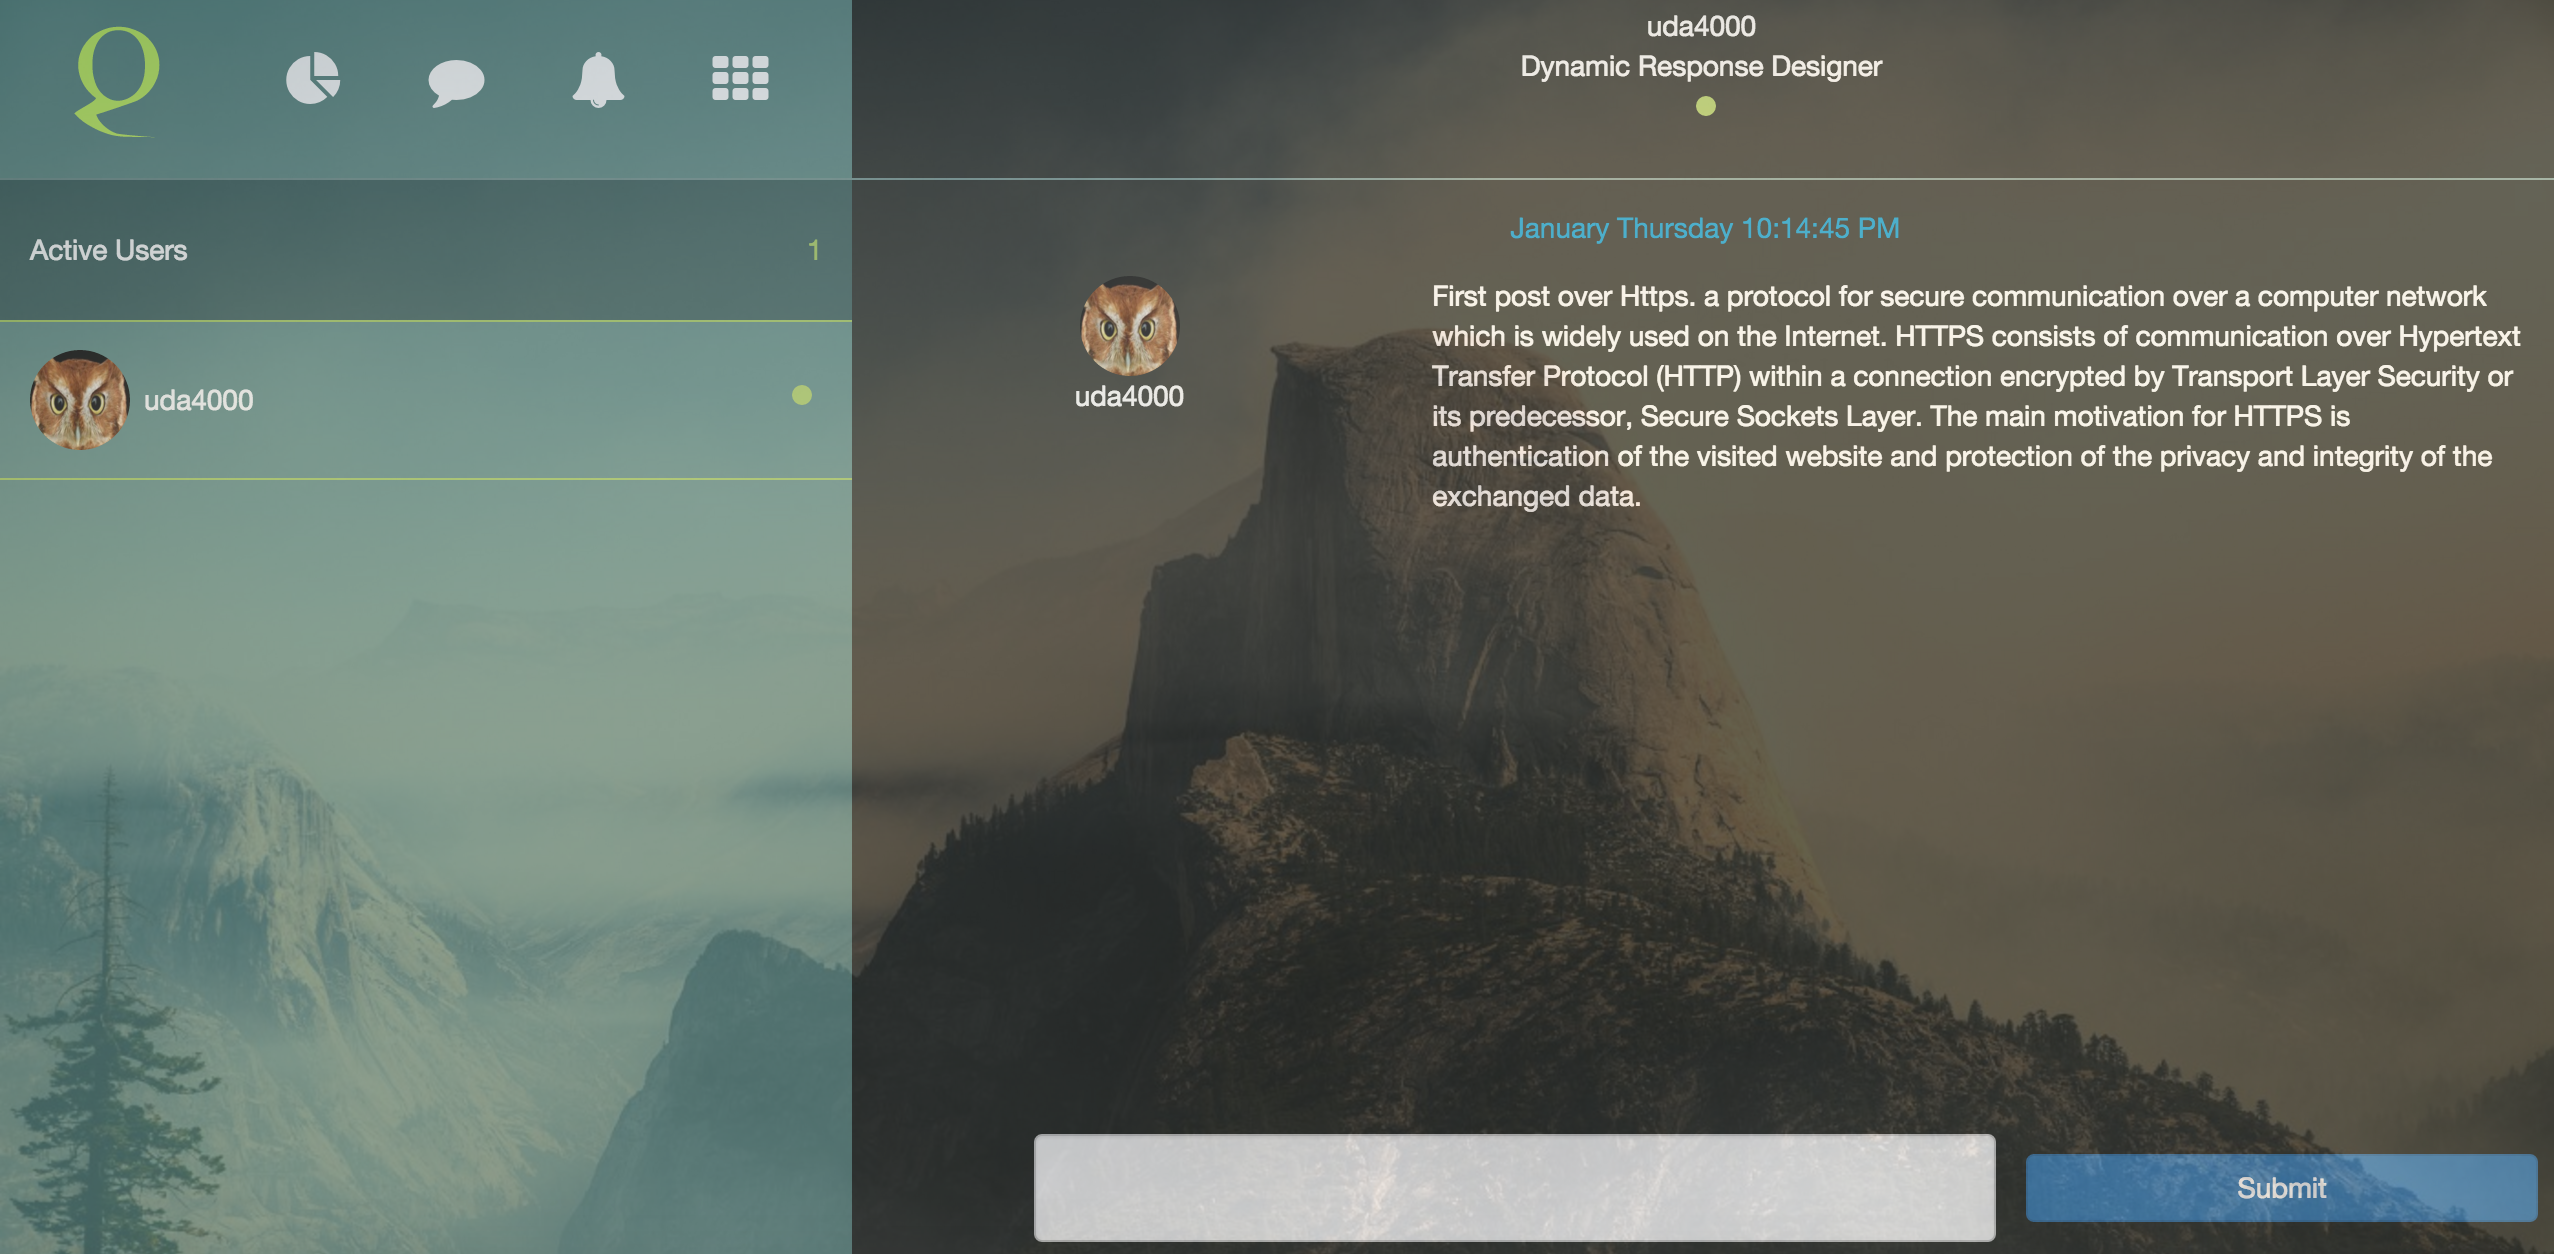 Q
uda4000
Dynamic Response Designer
Active Users 1
uda4000
January Thursday 10:14:45 PM
uda4000
First post over Https. a protocol for secure communication over a computer network
which is widely used on the Internet. HTTPS consists of communication over Hypertext
Transfer Protocol (HTTP) within a connection encrypted by Transport Layer Security or
its predecessor, Secure Sockets Layer. The main motivation for HTTPS is
authentication of the visited website and protection of the privacy and integrity of the
exchanged data.
Submit